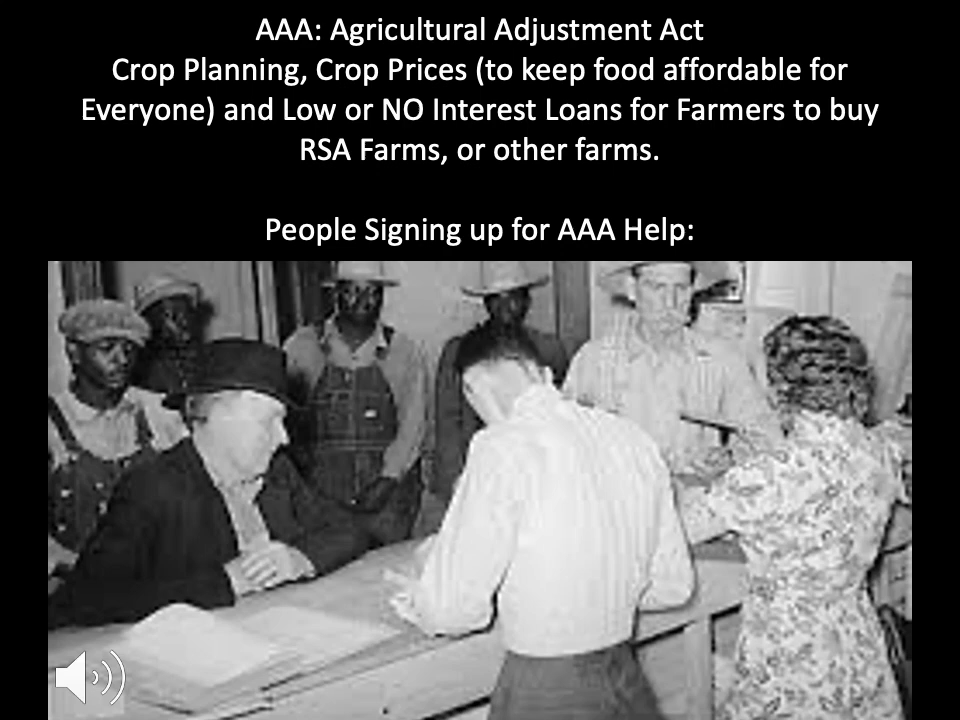 AAA: Agricultural Adjustment Act
Crop Planning, Crop Prices (to keep food affordable for
Everyone) and Low or NO Interest Loans for Farmers to buy
RSA Farms, or other farms.
People Signing up for AAA Help: